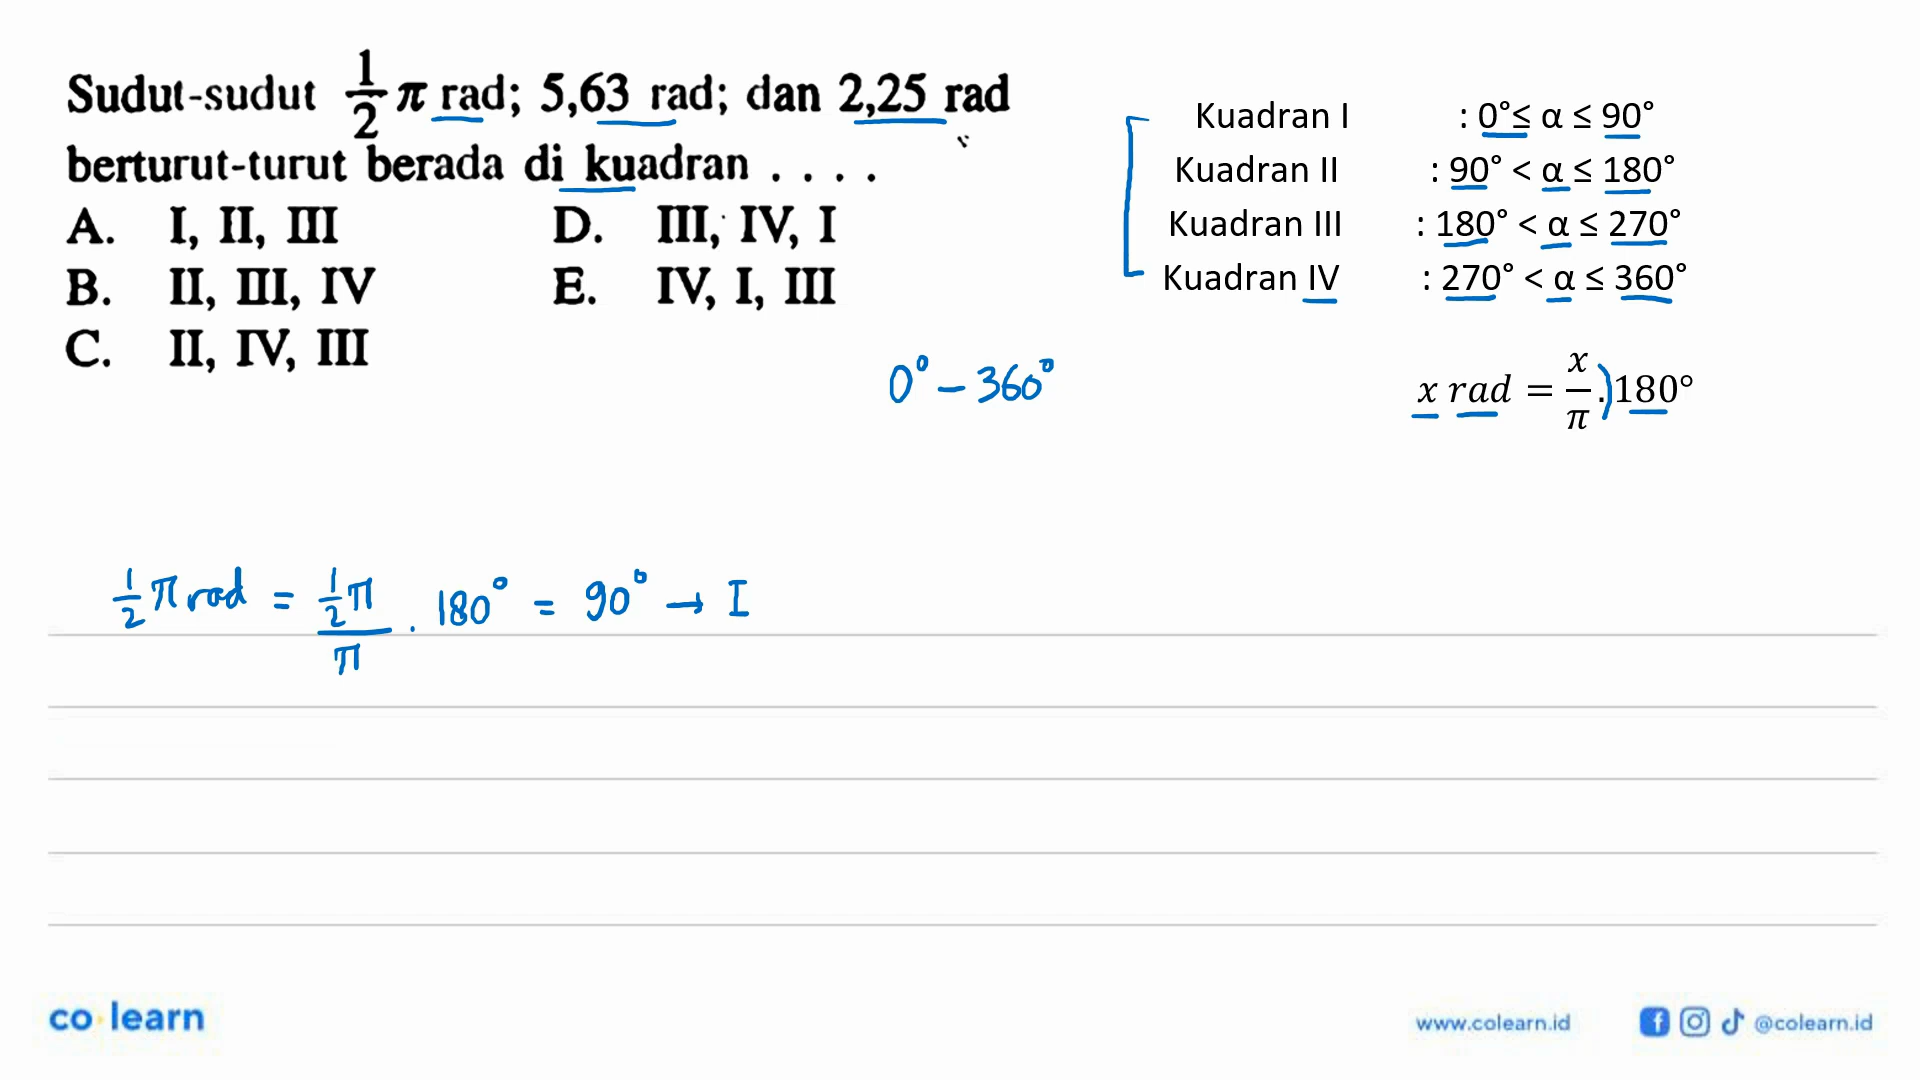 Sudut-sudut 1/2 π rad; 5,63 rad; dan 2,25 rad
berturut-turut berada di kuadran . . . .
A. I, II, III
B. II, III, IV
C. II, IV, III
D. III, IV, I
E. IV, I, III
Kuadran I : 0°≤ α ≤ 90°
Kuadran II : 90° < α ≤ 180°
Kuadran III : 180° < α ≤ 270°
Kuadran IV : 270° < α ≤ 360°
0° – 360°
x rad = x/π . 180°
1/2 π rad = (1/2 π)/π . 180° = 90° → I
co learn
www.colearn.id
@colearn.id